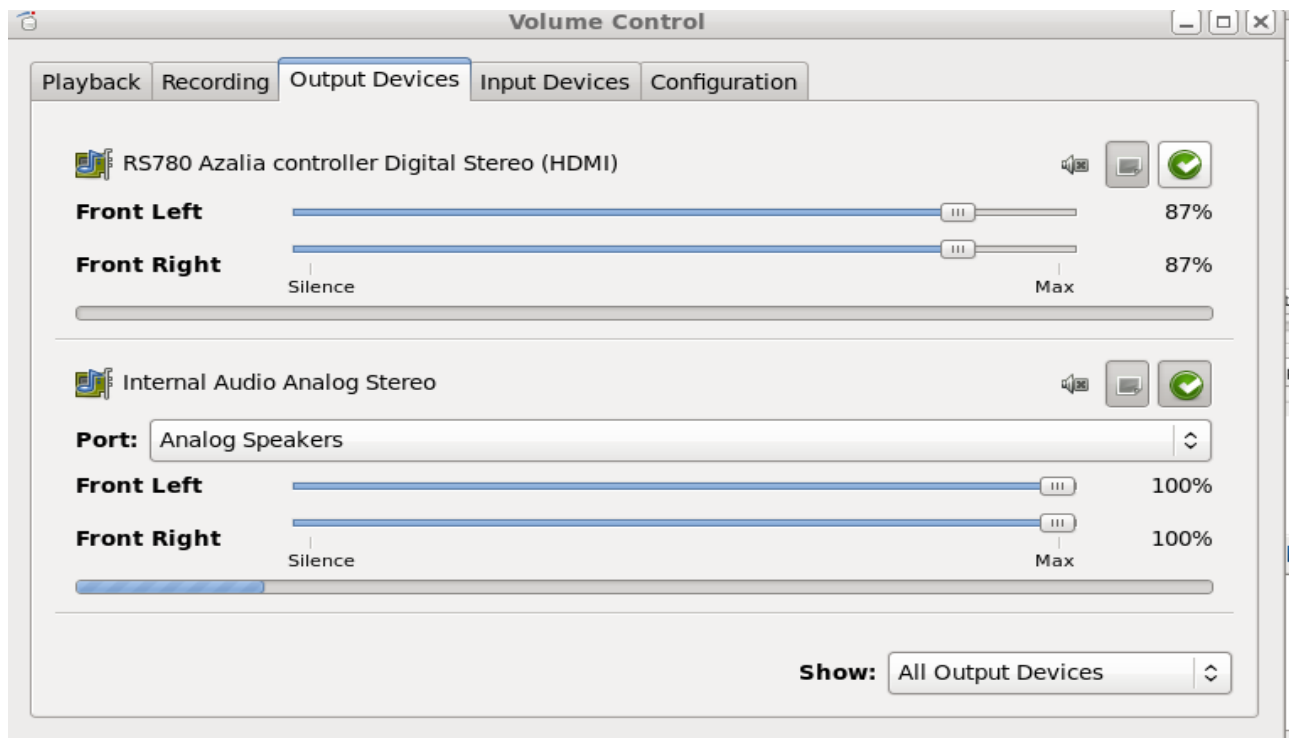 Volume Control
Playback Recording Output Devices Input Devices Configuration
RS780 Azalia controller Digital Stereo (HDMI)
Front Left 87%
Front Right 87%
Silence Max
Internal Audio Analog Stereo
Port: Analog Speakers
Front Left 100%
Front Right 100%
Silence Max
Show: All Output Devices